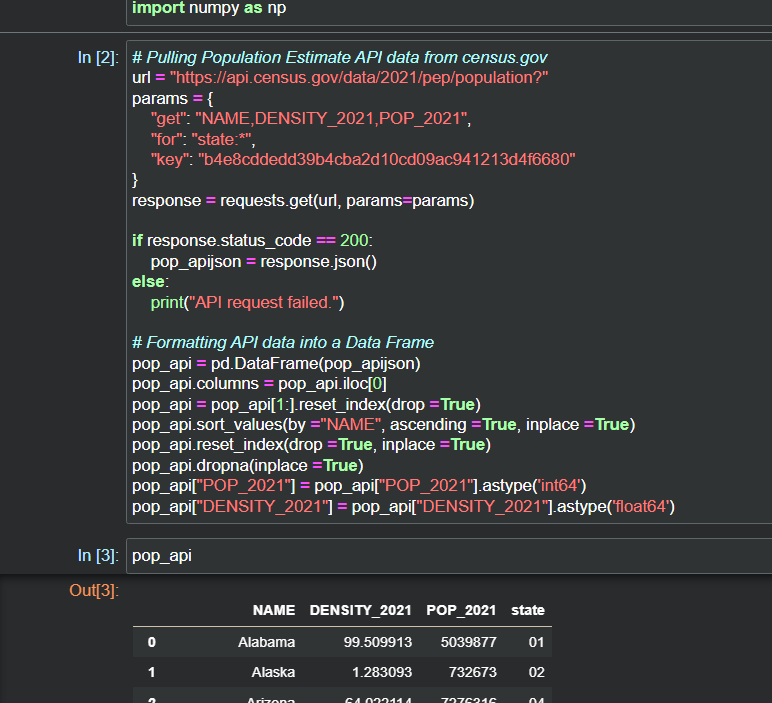 import numpy as np
In [2]: # Pulling Population Estimate API data from census.gov
url = "https://api.census.gov/data/2021/pep/population?"
params = {
"get": "NAME,DENSITY_2021,POP_2021",
"for": "state:*",
"key": "b4e8cddedd39b4cba2d10cd09ac941213d4f6680"
}
response = requests.get(url, params=params)
if response.status_code == 200:
pop_apijson = response.json()
else:
print("API request failed.")
# Formatting API data into a Data Frame
pop_api = pd.DataFrame(pop_apijson)
pop_api.columns = pop_api.iloc[0]
pop_api = pop_api[1:].reset_index(drop =True)
pop_api.sort_values(by ="NAME", ascending =True, inplace =True)
pop_api.reset_index(drop =True, inplace =True)
pop_api.dropna(inplace =True)
pop_api["POP_2021"] = pop_api["POP_2021"].astype('int64')
pop_api["DENSITY_2021"] = pop_api["DENSITY_2021"].astype('float64')
In [3]: pop_api
Out[3]:
NAME DENSITY_2021 POP_2021 state
0 Alabama 99.509913 5039877 01
1 Alaska 1.283093 732673 02
2 Arizona 64.022114 7276316 04